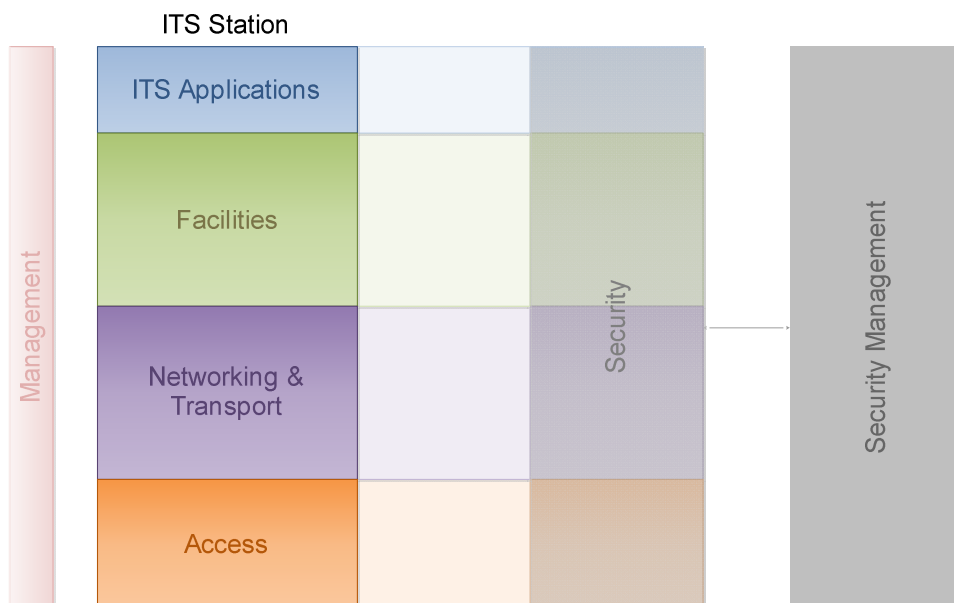 ITS Station
ITS Applications
Facilities
Management
Security
Security Management
Networking &
Transport
Access